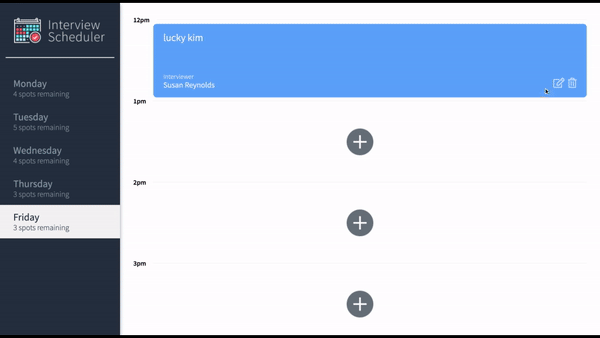 Interview
Scheduler
Monday
4 spots remaining
Tuesday
5 spots remaining
Wednesday
4 spots remaining
Thursday
3 spots remaining
Friday
3 spots remaining
12pm
lucky kim
Interviewer
Susan Reynolds
1pm
2pm
3pm